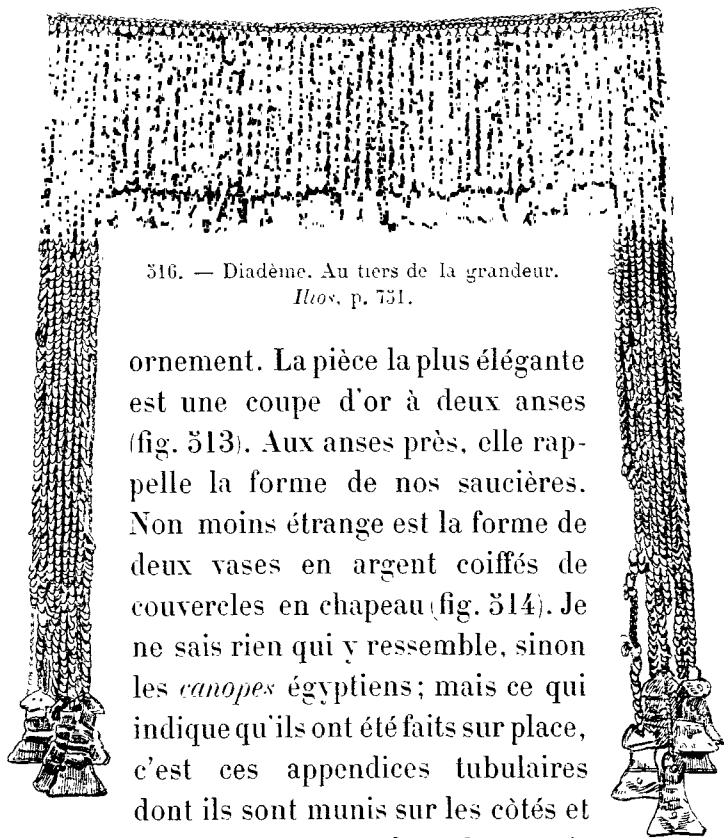 516. — Diadème. Au tiers de la grandeur.
Ilios, p. 751.
ornement. La pièce la plus élégante
est une coupe d'or à deux anses
(fig. 513). Aux anses près, elle rap-
pelle la forme de nos saucières.
Non moins étrange est la forme de
deux vases en argent coiffés de
couvercles en chapeau (fig. 514). Je
ne sais rien qui y ressemble, sinon
les canopes égyptiens; mais ce qui
indique qu'ils ont été faits sur place,
c'est ces appendices tubulaires
dont ils sont munis sur les côtés et